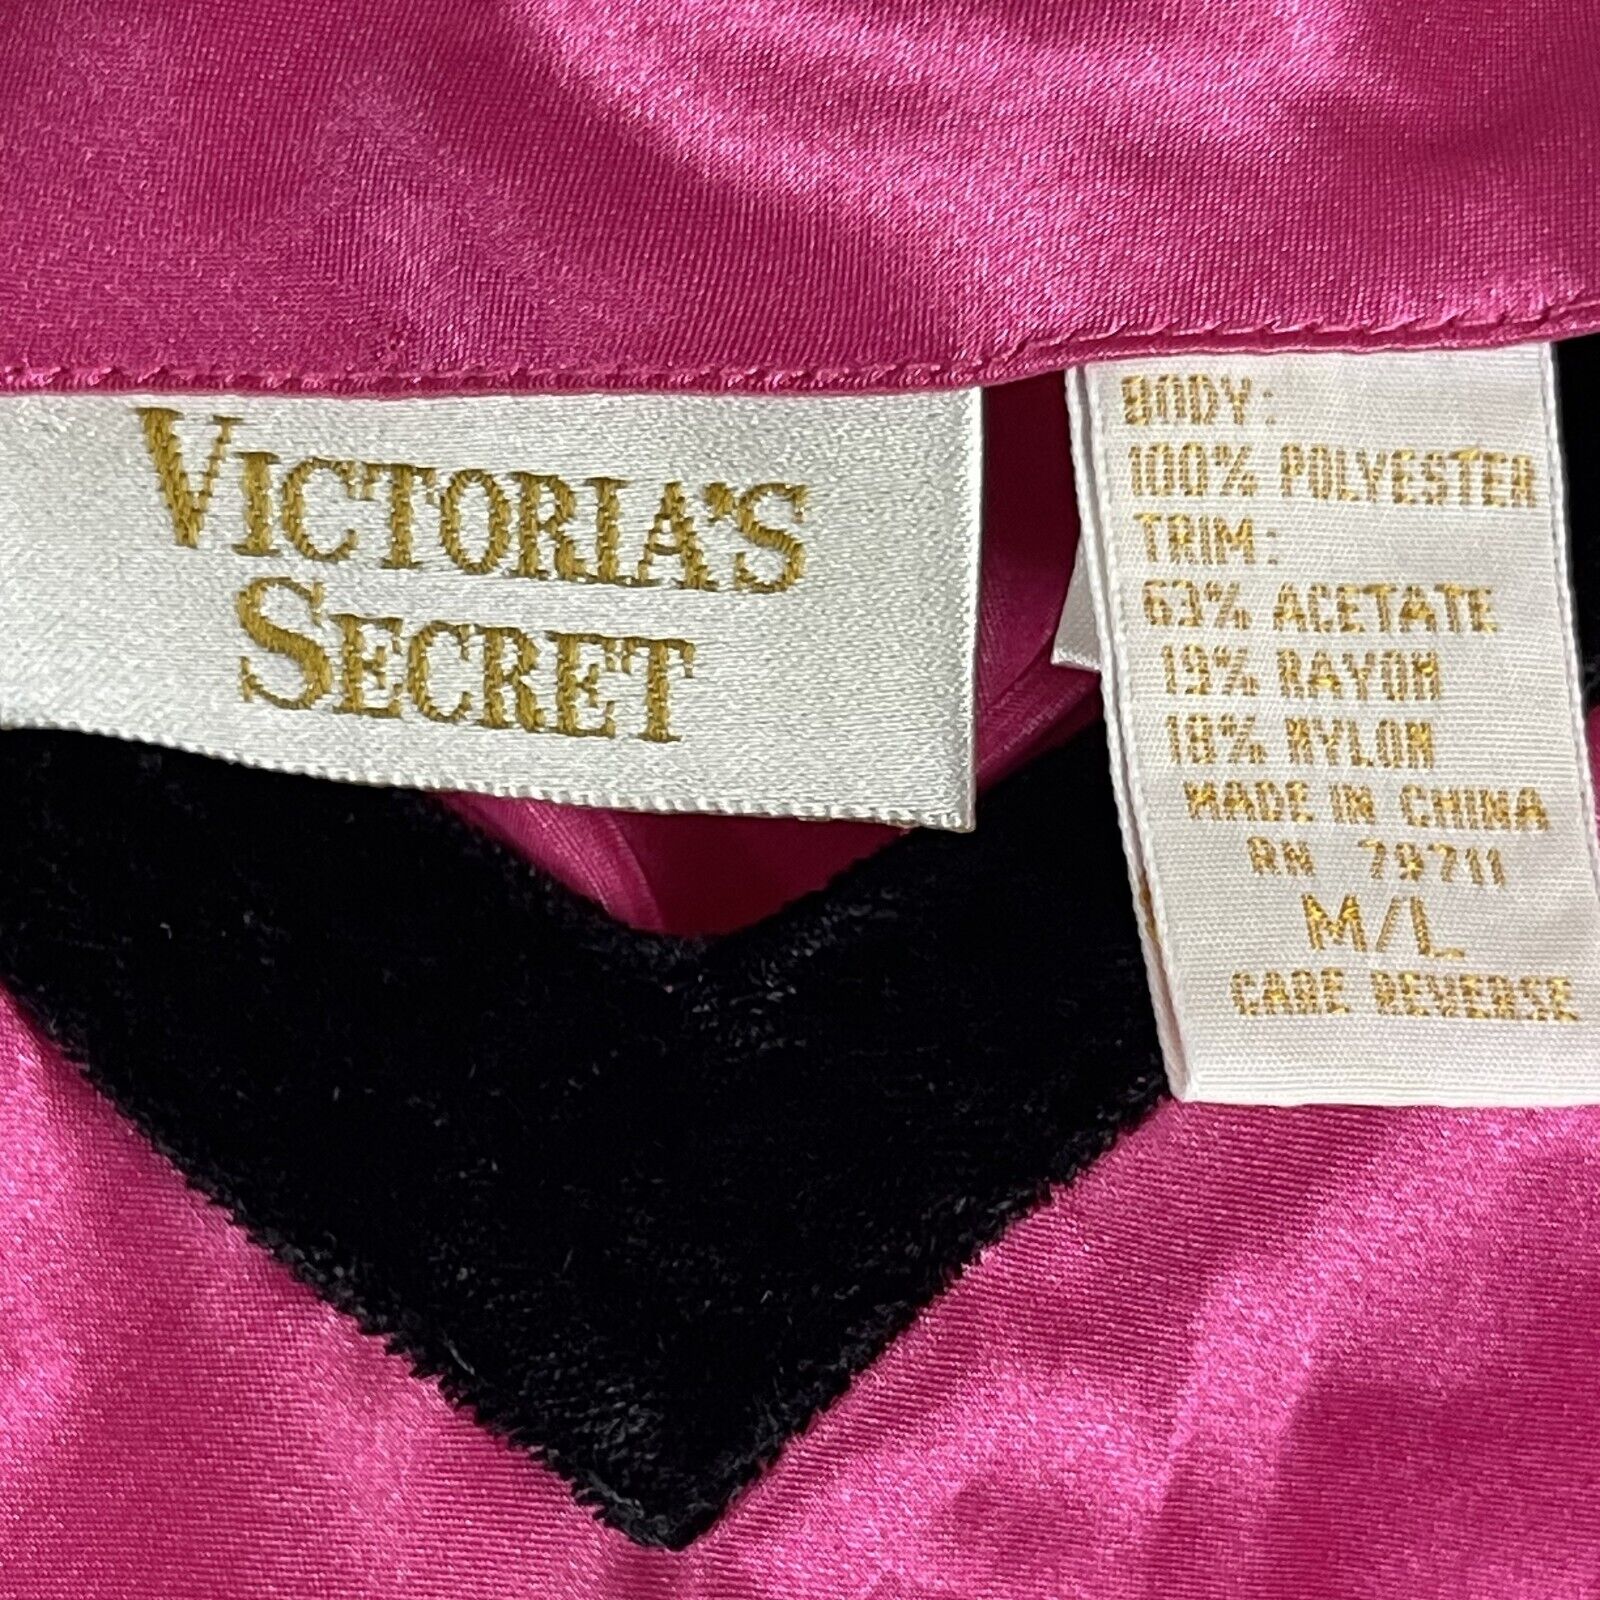 VICTORIA'S
SECRET
BODY:
100% POLYESTER
TRIM:
63% ACETATE
19% RAYON
18% NYLON
MADE IN CHINA
RN 79711
M/L
CARE REVERSE